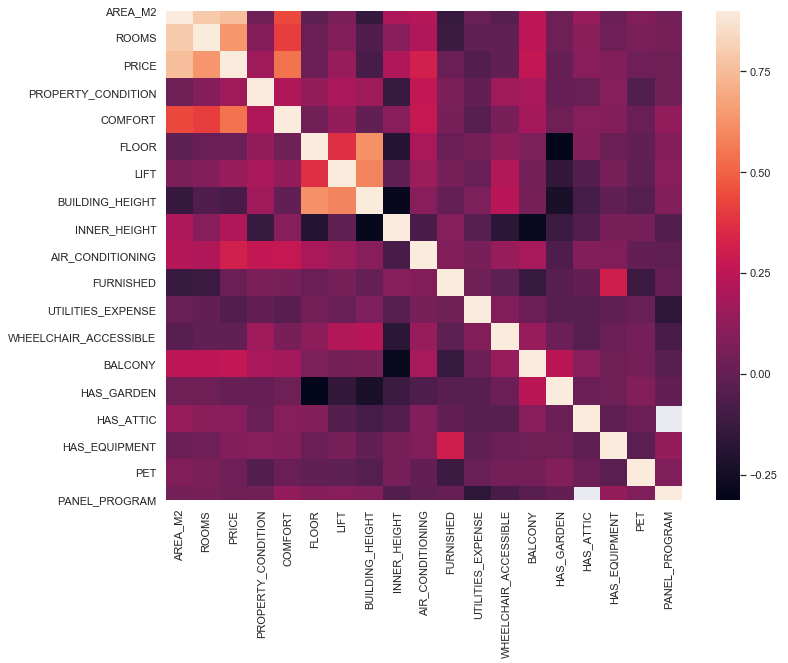 AREA_M2
ROOMS
PRICE
PROPERTY_CONDITION
COMFORT
FLOOR
LIFT
BUILDING_HEIGHT
INNER_HEIGHT
AIR_CONDITIONING
FURNISHED
UTILITIES_EXPENSE
WHEELCHAIR_ACCESSIBLE
BALCONY
HAS_GARDEN
HAS_ATTIC
HAS_EQUIPMENT
PET
PANEL_PROGRAM
AREA_M2
ROOMS
PRICE
PROPERTY_CONDITION
COMFORT
FLOOR
LIFT
BUILDING_HEIGHT
INNER_HEIGHT
AIR_CONDITIONING
FURNISHED
UTILITIES_EXPENSE
WHEELCHAIR_ACCESSIBLE
BALCONY
HAS_GARDEN
HAS_ATTIC
HAS_EQUIPMENT
PET
PANEL_PROGRAM
0.75
0.50
0.25
0.00
−0.25